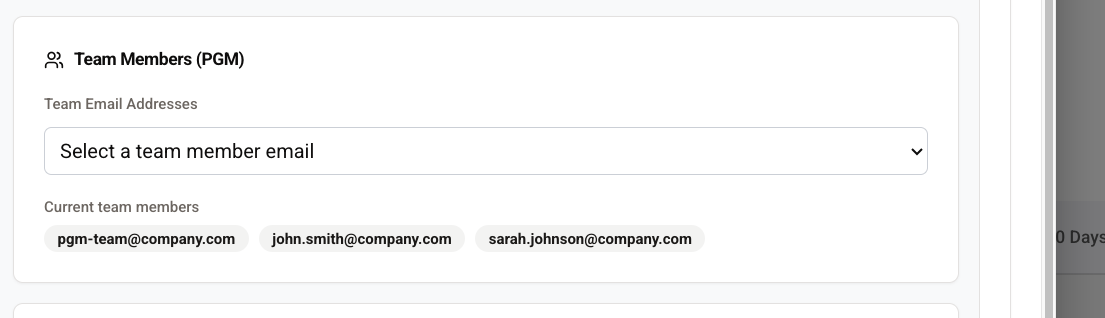 Team Members (PGM)
Team Email Addresses
Select a team member email
Current team members
pgm-team@company.com john.smith@company.com sarah.johnson@company.com
0 Days